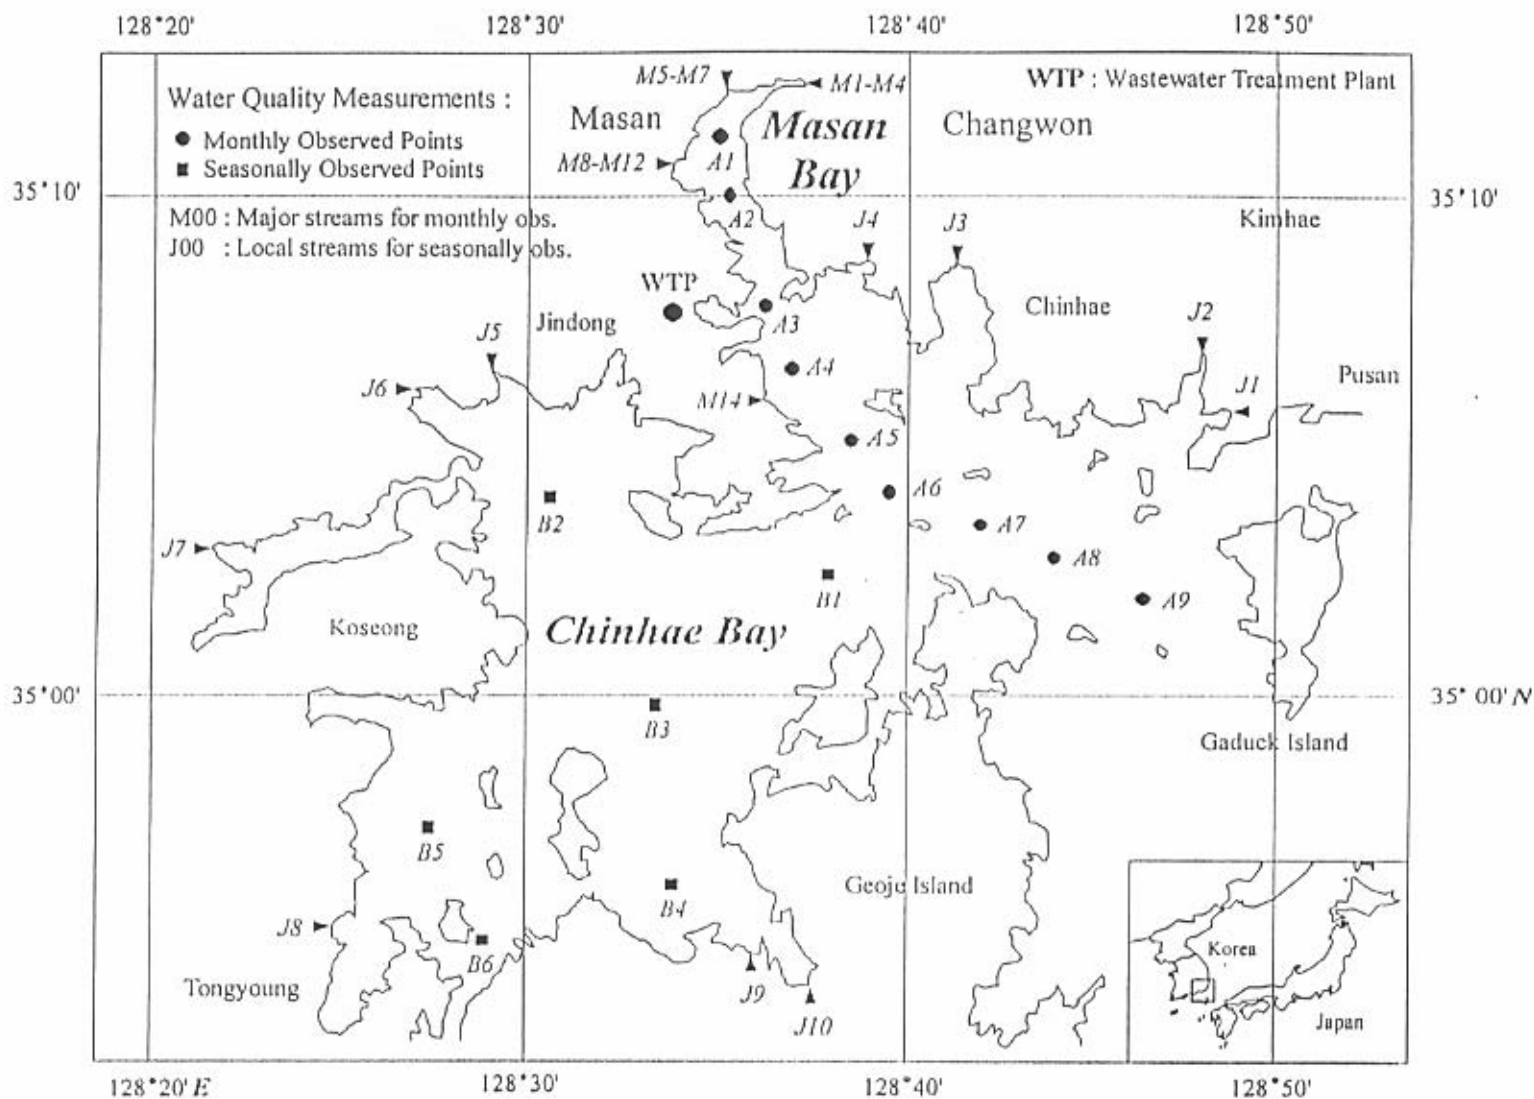 128°20' 128°30' 128°40' 128°50'
M5-M7 M1-M4 WTP : Wastewater Treatment Plant
Water Quality Measurements :
Masan Masan Changwon
Monthly Observed Points
Bay
Seasonally Observed Points
M8-M12 A1
35°10' 35°10'
M00 : Major streams for monthly obs.
A2 J4 J3 Kimhae
J00 : Local streams for seasonally obs.
WTP
Jindong A3 Chinhae J2
J5
J6 A4 Pusan
M14 J1
A5
A6
B2 A7
J7 A8
B1 A9
Koseong Chinhae Bay
35°00' 35°00'N
B3 Gaduck Island
B5
B4 Geoje Island
J8
B6 Korea
Tongyoung J9
J10 Japan
128°20'E 128°30' 128°40' 128°50'